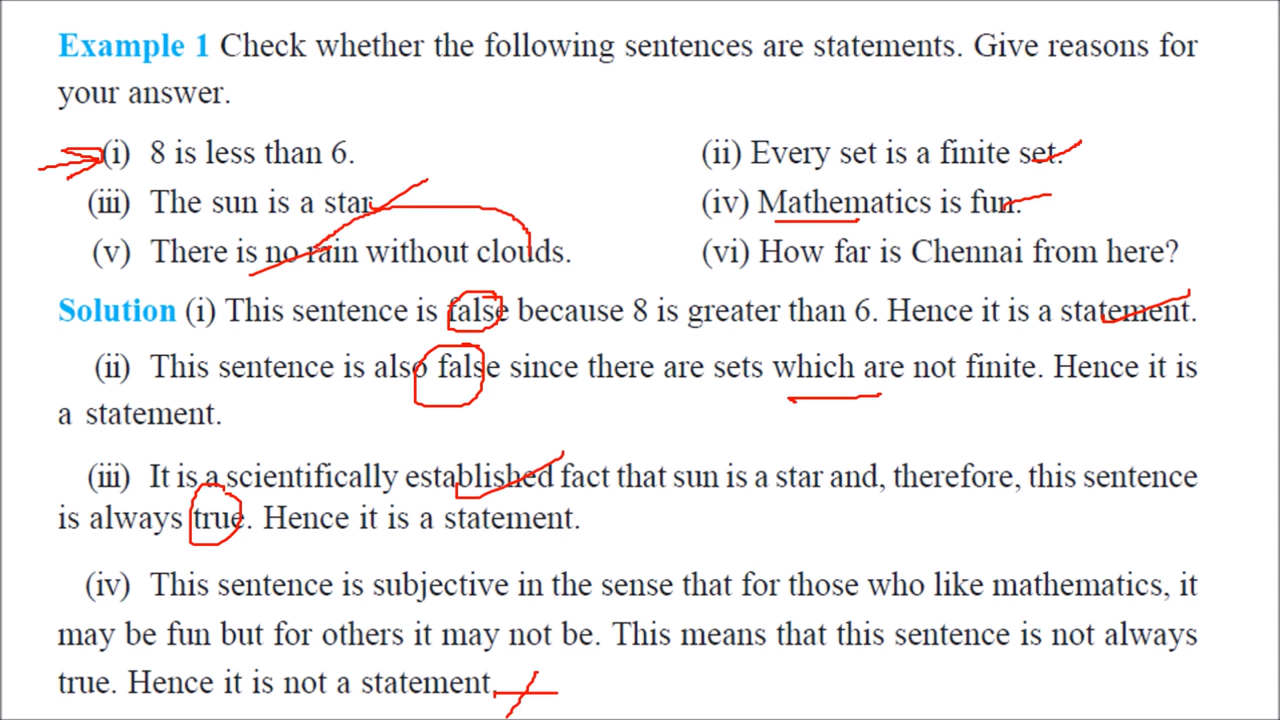 Example 1 Check whether the following sentences are statements. Give reasons for
your answer.
(i) 8 is less than 6. (ii) Every set is a finite set.
(iii) The sun is a star. (iv) Mathematics is fun.
(v) There is no rain without clouds. (vi) How far is Chennai from here?
Solution (i) This sentence is false because 8 is greater than 6. Hence it is a statement.
(ii) This sentence is also false since there are sets which are not finite. Hence it is
a statement.
(iii) It is a scientifically established fact that sun is a star and, therefore, this sentence
is always true. Hence it is a statement.
(iv) This sentence is subjective in the sense that for those who like mathematics, it
may be fun but for others it may not be. This means that this sentence is not always
true. Hence it is not a statement.